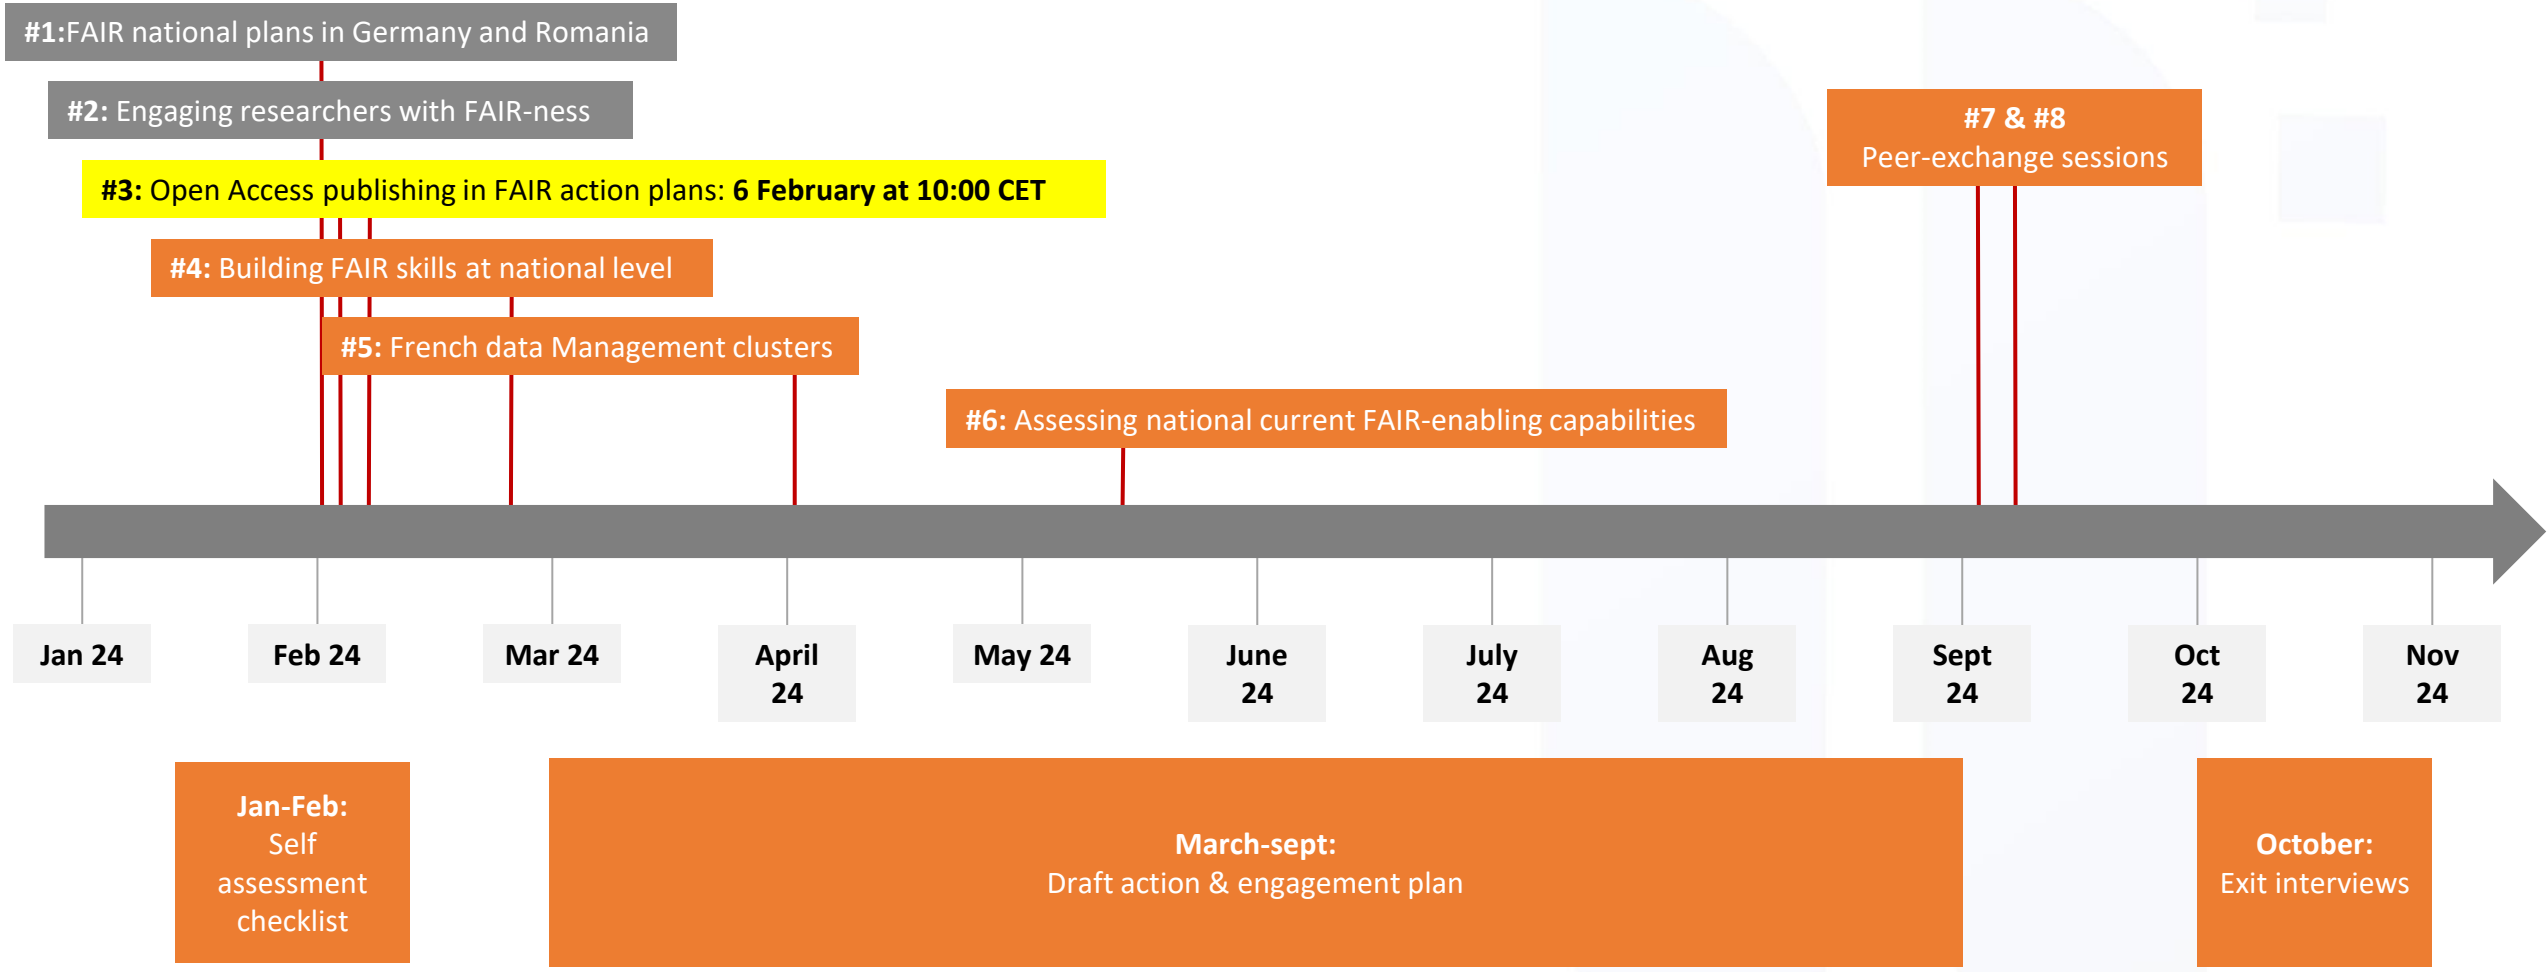 #1:FAIR national plans in Germany and Romania
#2: Engaging researchers with FAIR-ness
#3: Open Access publishing in FAIR action plans: 6 February at 10:00 CET
#4: Building FAIR skills at national level
#5: French data Management clusters
#6: Assessing national current FAIR-enabling capabilities
#7 & #8
Peer-exchange sessions
Jan 24
Feb 24
Mar 24
April
24
May 24
June
24
July
24
Aug
24
Sept
24
Oct
24
Nov
24
Jan-Feb:
Self
assessment
checklist
March-sept:
Draft action & engagement plan
October:
Exit interviews